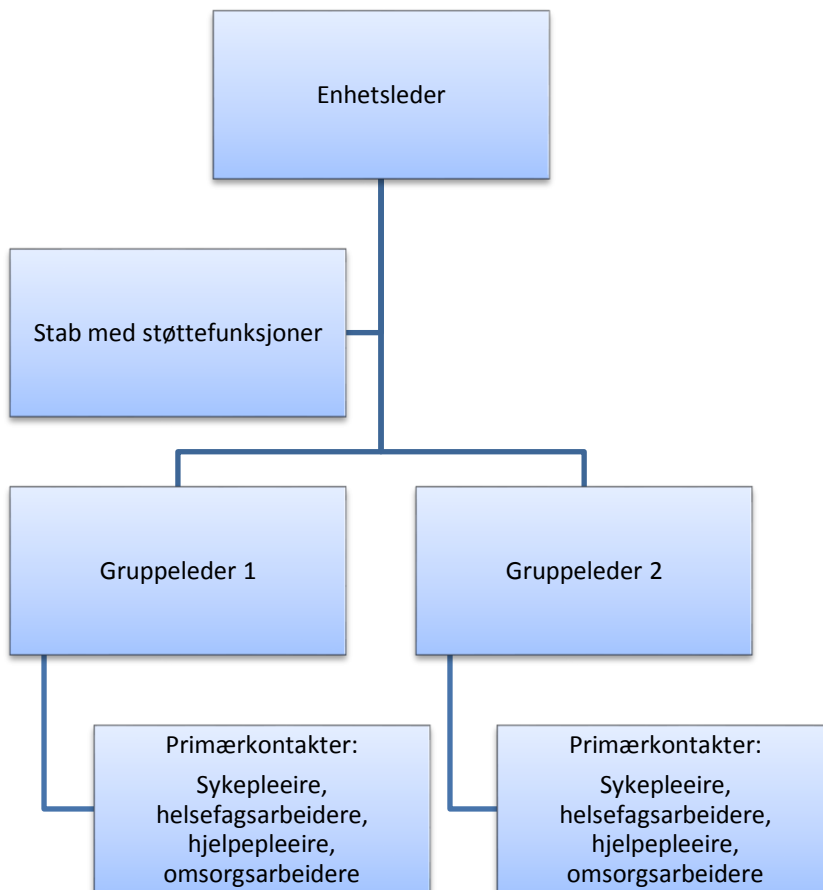 Enhetsleder
Stab med støttefunksjoner
Gruppeleder 1
Gruppeleder 2
Primærkontakter:
Sykepleeire,
helsefagsarbeidere,
hjelpepleeire,
omsorgsarbeidere
Primærkontakter:
Sykepleeire,
helsefagsarbeidere,
hjelpepleeire,
omsorgsarbeidere